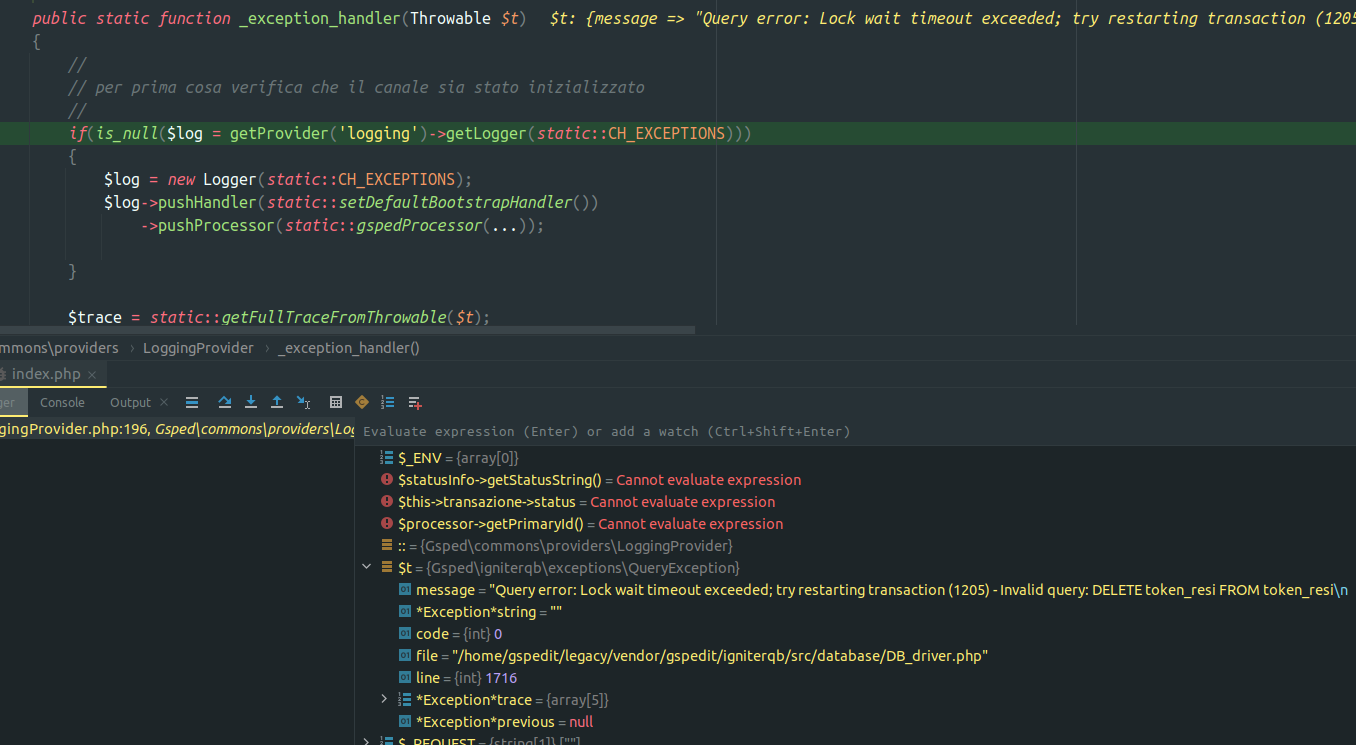 public static function _exception_handler(Throwable $t)   $t: {message => "Query error: Lock wait timeout exceeded; try restarting transaction (1205
{
//
// per prima cosa verifica che il canale sia stato inizializzato
//
if(is_null($log = getProvider('logging')->getLogger(static::CH_EXCEPTIONS)))
{
$log = new Logger(static::CH_EXCEPTIONS);
$log->pushHandler(static::setDefaultBootstrapHandler())
->pushProcessor(static::gspedProcessor(...));
}
$trace = static::getFullTraceFromThrowable($t);
mmons\providers › LoggingProvider › _exception_handler()
index.php ×
ger Console Output ×
gingProvider.php:196, Gsped\commons\providers\Log
Evaluate expression (Enter) or add a watch (Ctrl+Shift+Enter)
$_ENV = {array[0]}
$statusInfo->getStatusString() = Cannot evaluate expression
$this->transazione->status = Cannot evaluate expression
$processor->getPrimaryId() = Cannot evaluate expression
:: = {Gsped\commons\providers\LoggingProvider}
$t = {Gsped\igniterqb\exceptions\QueryException}
message = "Query error: Lock wait timeout exceeded; try restarting transaction (1205) - Invalid query: DELETE token_resi FROM token_resi\n
*Exception*string = ""
code = {int} 0
file = "/home/gspedit/legacy/vendor/gspedit/igniterqb/src/database/DB_driver.php"
line = {int} 1716
*Exception*trace = {array[5]}
*Exception*previous = null
$_REQUEST = {string[1]} [""]